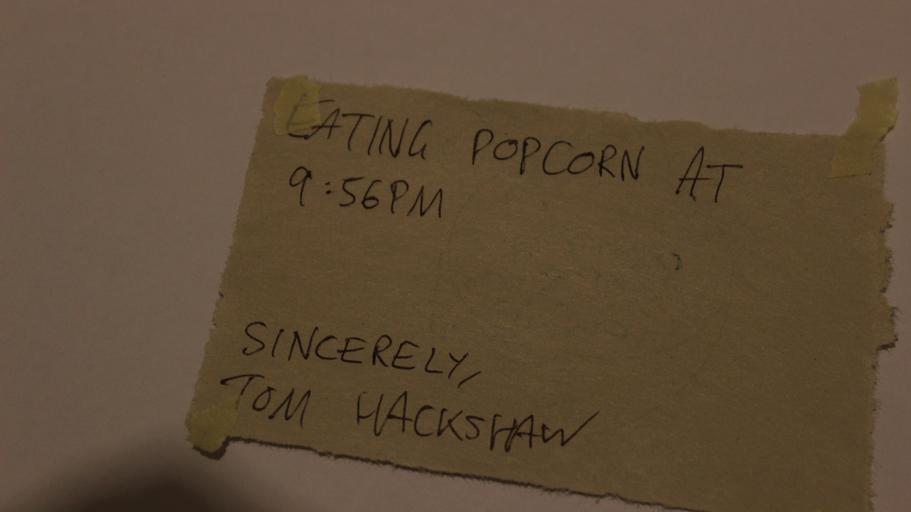 EATING POPCORN AT
9:56PM
SINCERELY,
TOM HACKSHAW